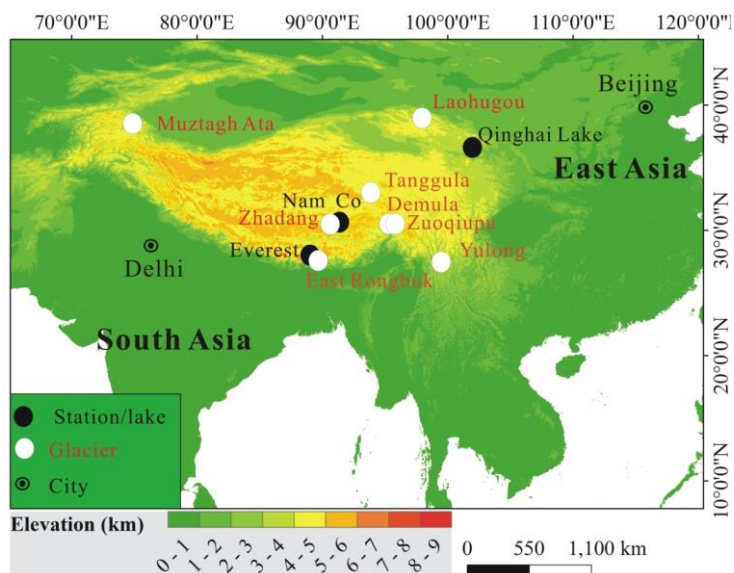 70°0'0"E 80°0'0"E 90°0'0"E 100°0'0"E 110°0'0"E 120°0'0"E
Beijing
40°0'0"N
Laohugou
Muztagh Ata
Qinghai Lake
East Asia
Tanggula
Nam Co
Demula
Zhadang
Zuoqiupu
30°0'0"N
Everest
Yulong
Delhi
East Rongbuk
South Asia
20°0'0"N
Station/lake
Glacier
City
10°0'0"N
Elevation (km)
0 - 1 1 - 2 2 - 3 3 - 4 4 - 5 5 - 6 6 - 7 7 - 8 8 - 9
0 550 1,100 km